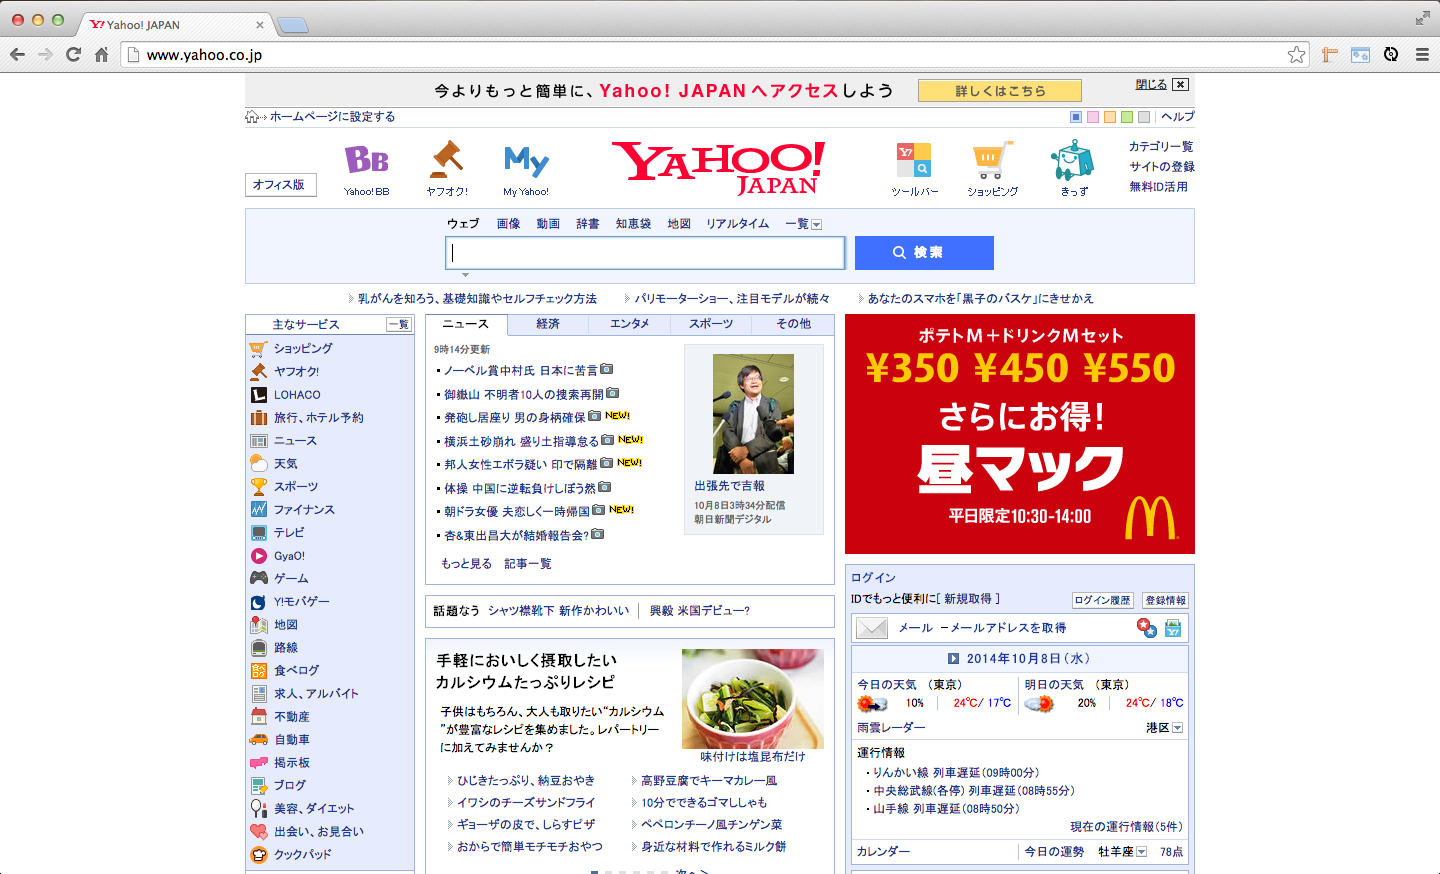 Yahoo! JAPAN
www.yahoo.co.jp
今よりもっと簡単に、Yahoo! JAPANへアクセスしよう
詳しくはこちら
閉じる
ホームページに設定する
ヘルプ
オフィス版
BB
Yahoo! BB
ヤフオク!
My
My Yahoo!
YAHOO!
JAPAN
Y!
ツールバー
ショッピング
きっず
カテゴリ一覧
サイトの登録
無料ID活用
ウェブ 画像 動画 辞書 知恵袋 地図 リアルタイム 一覧
検索
乳がんを知ろう、基礎知識やセルフチェック方法
パリモーターショー、注目モデルが続々
あなたのスマホを「黒子のバスケ」にきせかえ
主なサービス 一覧
ショッピング
ヤフオク!
LOHACO
旅行、ホテル予約
ニュース
天気
スポーツ
ファイナンス
テレビ
GyaO!
ゲーム
Y!モバゲー
地図
路線
食べログ
求人、アルバイト
不動産
自動車
掲示板
ブログ
美容、ダイエット
出会い、お見合い
クックパッド
ニュース 経済 エンタメ スポーツ その他
9時14分更新
ノーベル賞中村氏 日本に苦言
御嶽山 不明者10人の捜索再開
発砲し居座り 男の身柄確保 NEW!
横浜土砂崩れ 盛り土指導怠る NEW!
邦人女性エボラ疑い 印で隔離 NEW!
体操 中国に逆転負けしぼう然
朝ドラ女優 夫恋しく一時帰国 NEW!
杏&東出昌大が結婚報告会?
もっと見る 記事一覧
出張先で吉報
10月8日3時34分配信
朝日新聞デジタル
話題なう シャツ襟靴下 新作かわいい 興毅 米国デビュー?
手軽においしく摂取したい
カルシウムたっぷりレシピ
子供はもちろん、大人も取りたい“カルシウム
”が豊富なレシピを集めました。レパートリー
に加えてみませんか?
味付けは塩昆布だけ
ひじきたっぷり、納豆おやき
高野豆腐でキーマカレー風
イワシのチーズサンドフライ
10分でできるゴマししゃも
ギョーザの皮で、しらすピザ
ペペロンチーノ風チンゲン菜
おからで簡単モチモチおやつ
身近な材料で作れるミルク餅
次へ>
ポテトM+ドリンクMセット
¥350 ¥450 ¥550
さらにお得!
昼マック
平日限定10:30-14:00
ログイン
IDでもっと便利に[ 新規取得 ]
ログイン履歴 登録情報
メール -メールアドレスを取得
2014年10月8日(水)
今日の天気 (東京)
10% 24℃/ 17℃
明日の天気 (東京)
20% 24℃/ 18℃
雨雲レーダー 港区
運行情報
・りんかい線 列車遅延(09時00分)
・中央総武線(各停) 列車遅延(08時55分)
・山手線 列車遅延(08時50分)
現在の運行情報(5件)
カレンダー 今日の運勢 牡羊座 78点